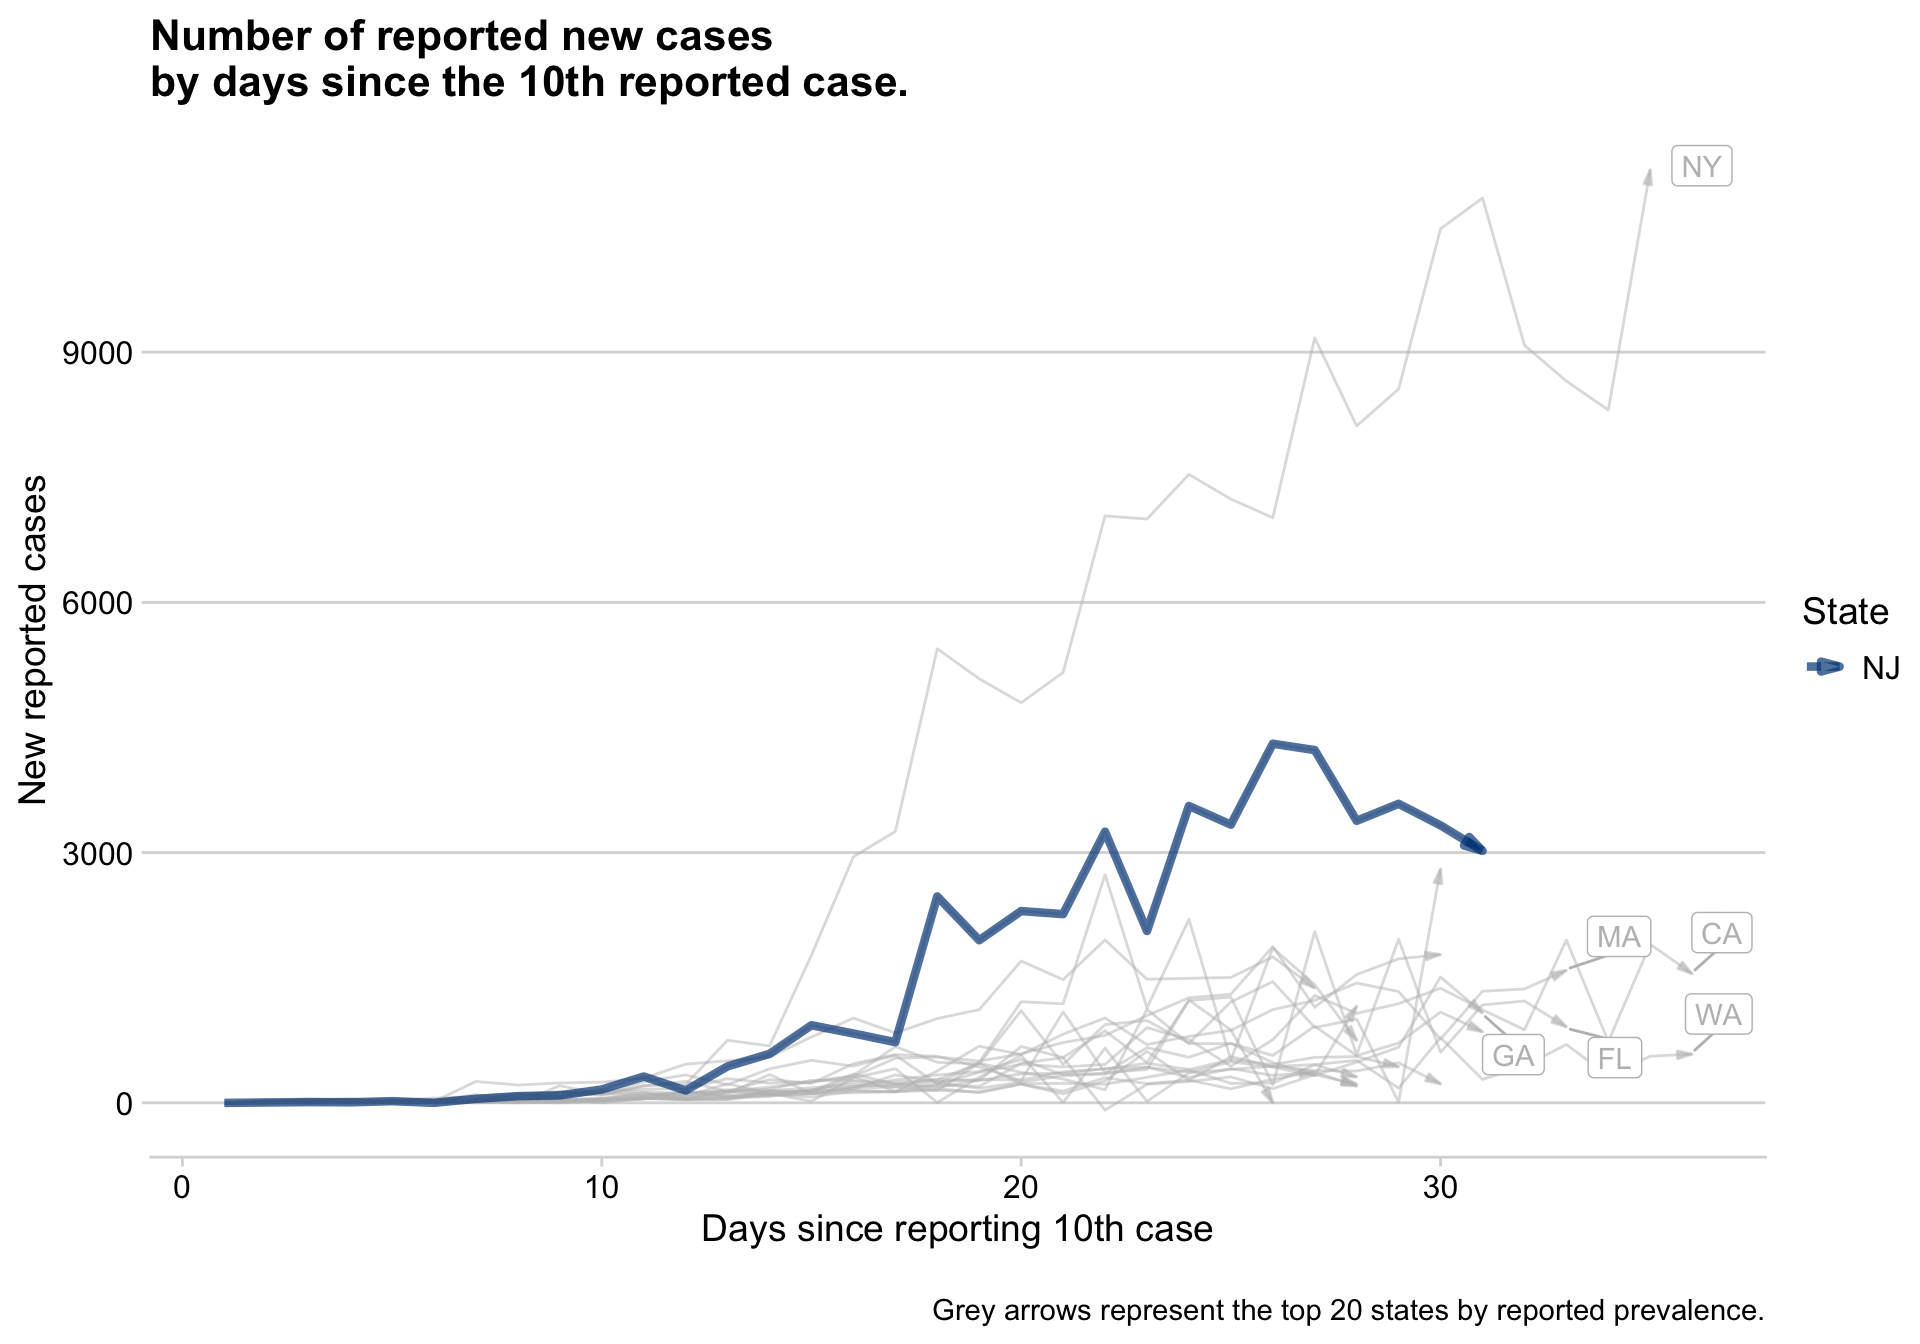 Number of reported new cases
by days since the 10th reported case.
NY
9000
6000
3000
0
New reported cases
State
NJ
MA
CA
WA
GA
FL
0
10
20
30
Days since reporting 10th case
Grey arrows represent the top 20 states by reported prevalence.